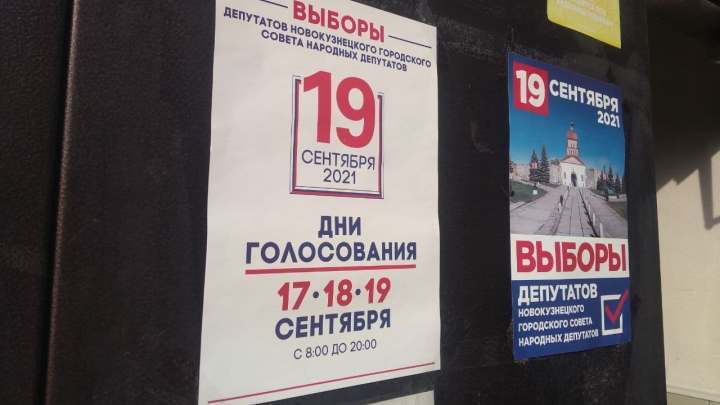 ВЫБОРЫ
ДЕПУТАТОВ НОВОКУЗНЕЦКОГО ГОРОДСКОГО
СОВЕТА НАРОДНЫХ ДЕПУТАТОВ
19
СЕНТЯБРЯ
2021
ДНИ
ГОЛОСОВАНИЯ
17•18•19
СЕНТЯБРЯ
С 8:00 ДО 20:00
19 СЕНТЯБРЯ
2021
ВЫБОРЫ
ДЕПУТАТОВ
НОВОКУЗНЕЦКОГО
ГОРОДСКОГО СОВЕТА
НАРОДНЫХ ДЕПУТАТОВ